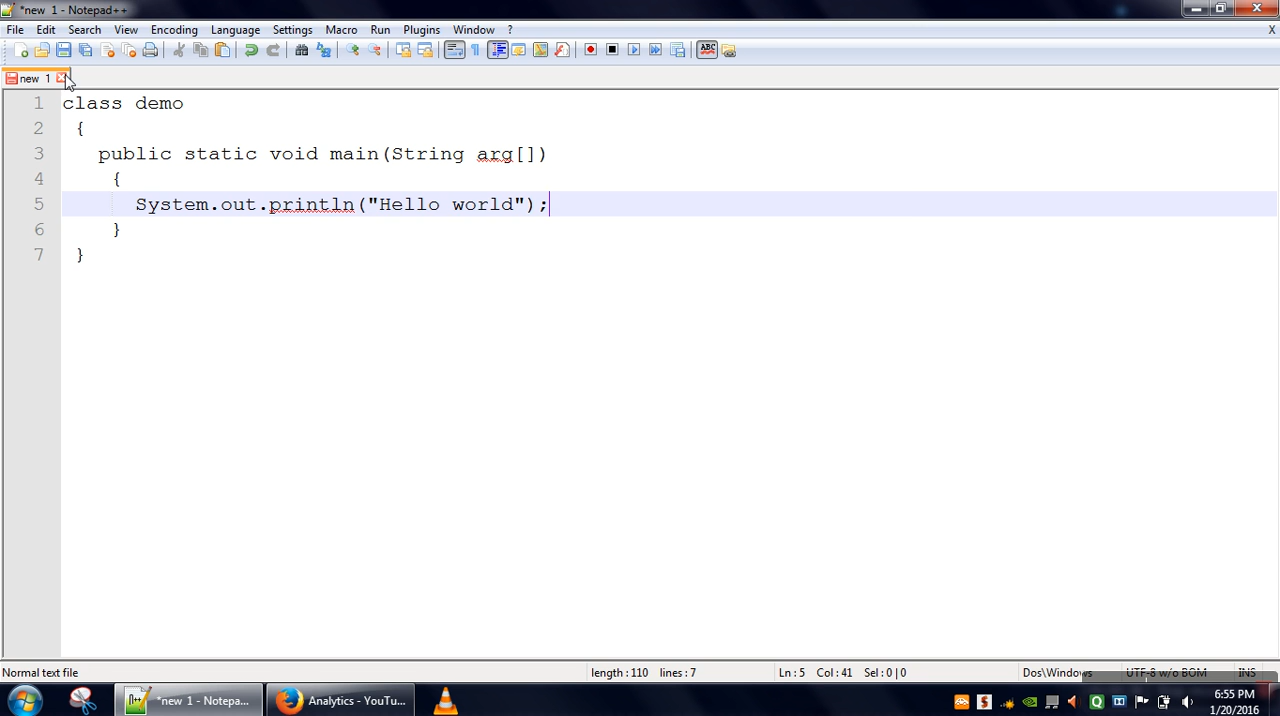 *new 1 - Notepad++
File Edit Search View Encoding Language Settings Macro Run Plugins Window ? X
ABC
new 1
1 class demo
2 {
3 public static void main(String arg[])
4 {
5 System.out.println("Hello world");
6 }
7 }
Normal text file length : 110 lines : 7 Ln : 5 Col : 41 Sel : 0 | 0 Dos\Windows UTF-8 w/o BOM INS
*new 1 - Notepa... Analytics - YouTu... 6:55 PM
1/20/2016